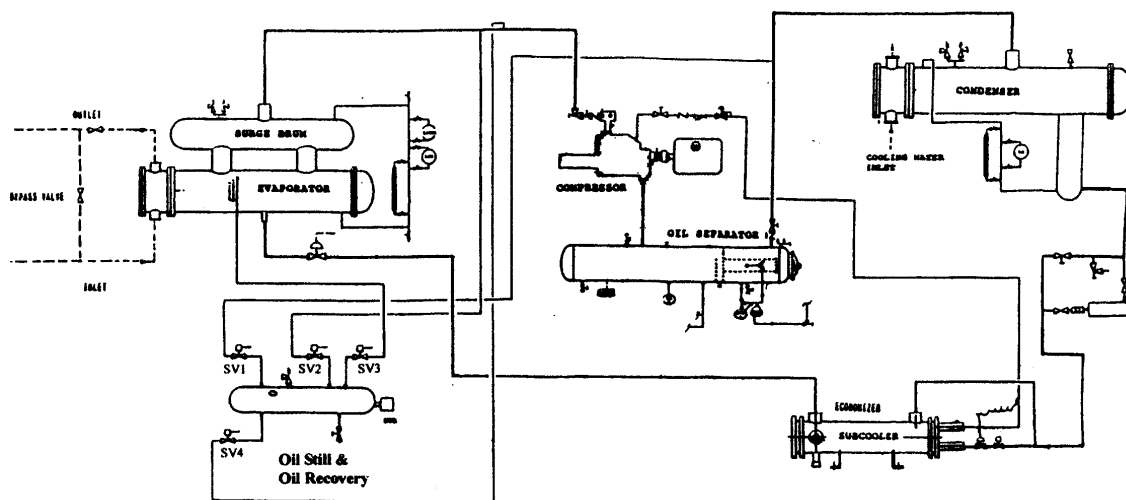 OUTLET
SURGE DRUM
BYPASS VALVE
EVAPORATOR
INLET
COMPRESSOR
OIL SEPARATOR
CONDENSER
COOLING WATER
INLET
SV1
SV2
SV3
SV4
Oil Still &
Oil Recovery
ECONOMIZER
SUBCOOLER